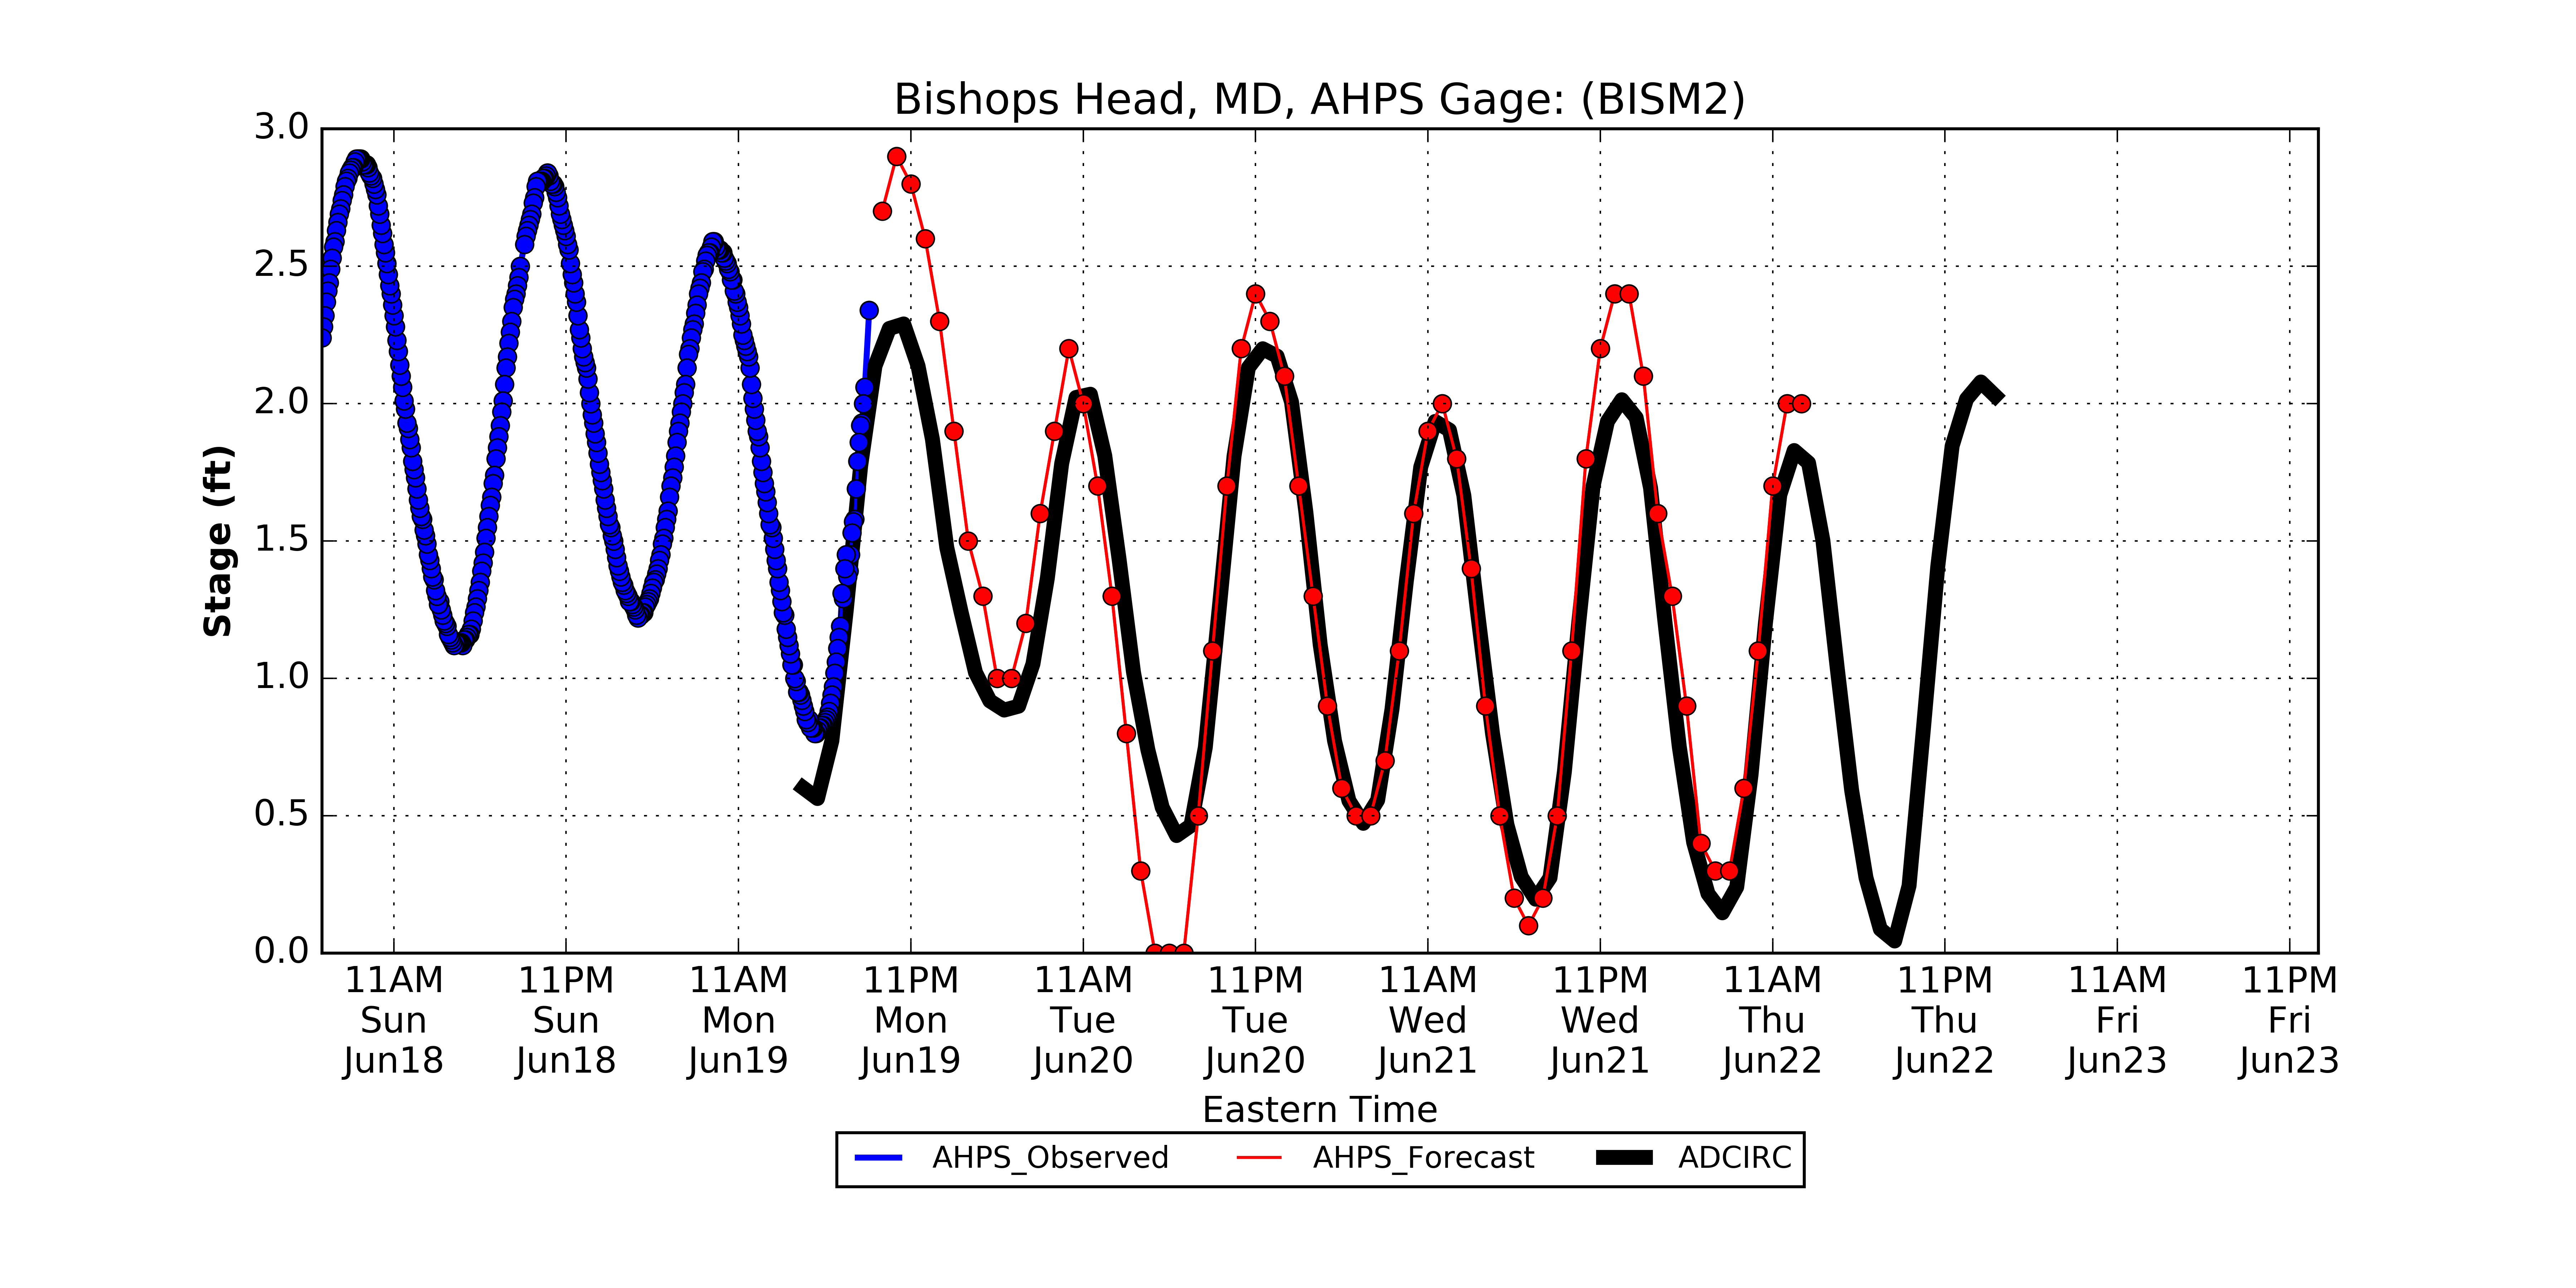 Bishops Head, MD, AHPS Gage: (BISM2)
Stage (ft)
3.0
2.5
2.0
1.5
1.0
0.5
0.0
11AM 11PM 11AM 11PM 11AM 11PM 11AM 11PM 11AM 11PM 11AM 11PM
Sun Sun Mon Mon Tue Tue Wed Wed Thu Thu Fri Fri
Jun18 Jun18 Jun19 Jun19 Jun20 Jun20 Jun21 Jun21 Jun22 Jun22 Jun23 Jun23
Eastern Time
AHPS_Observed AHPS_Forecast ADCIRC